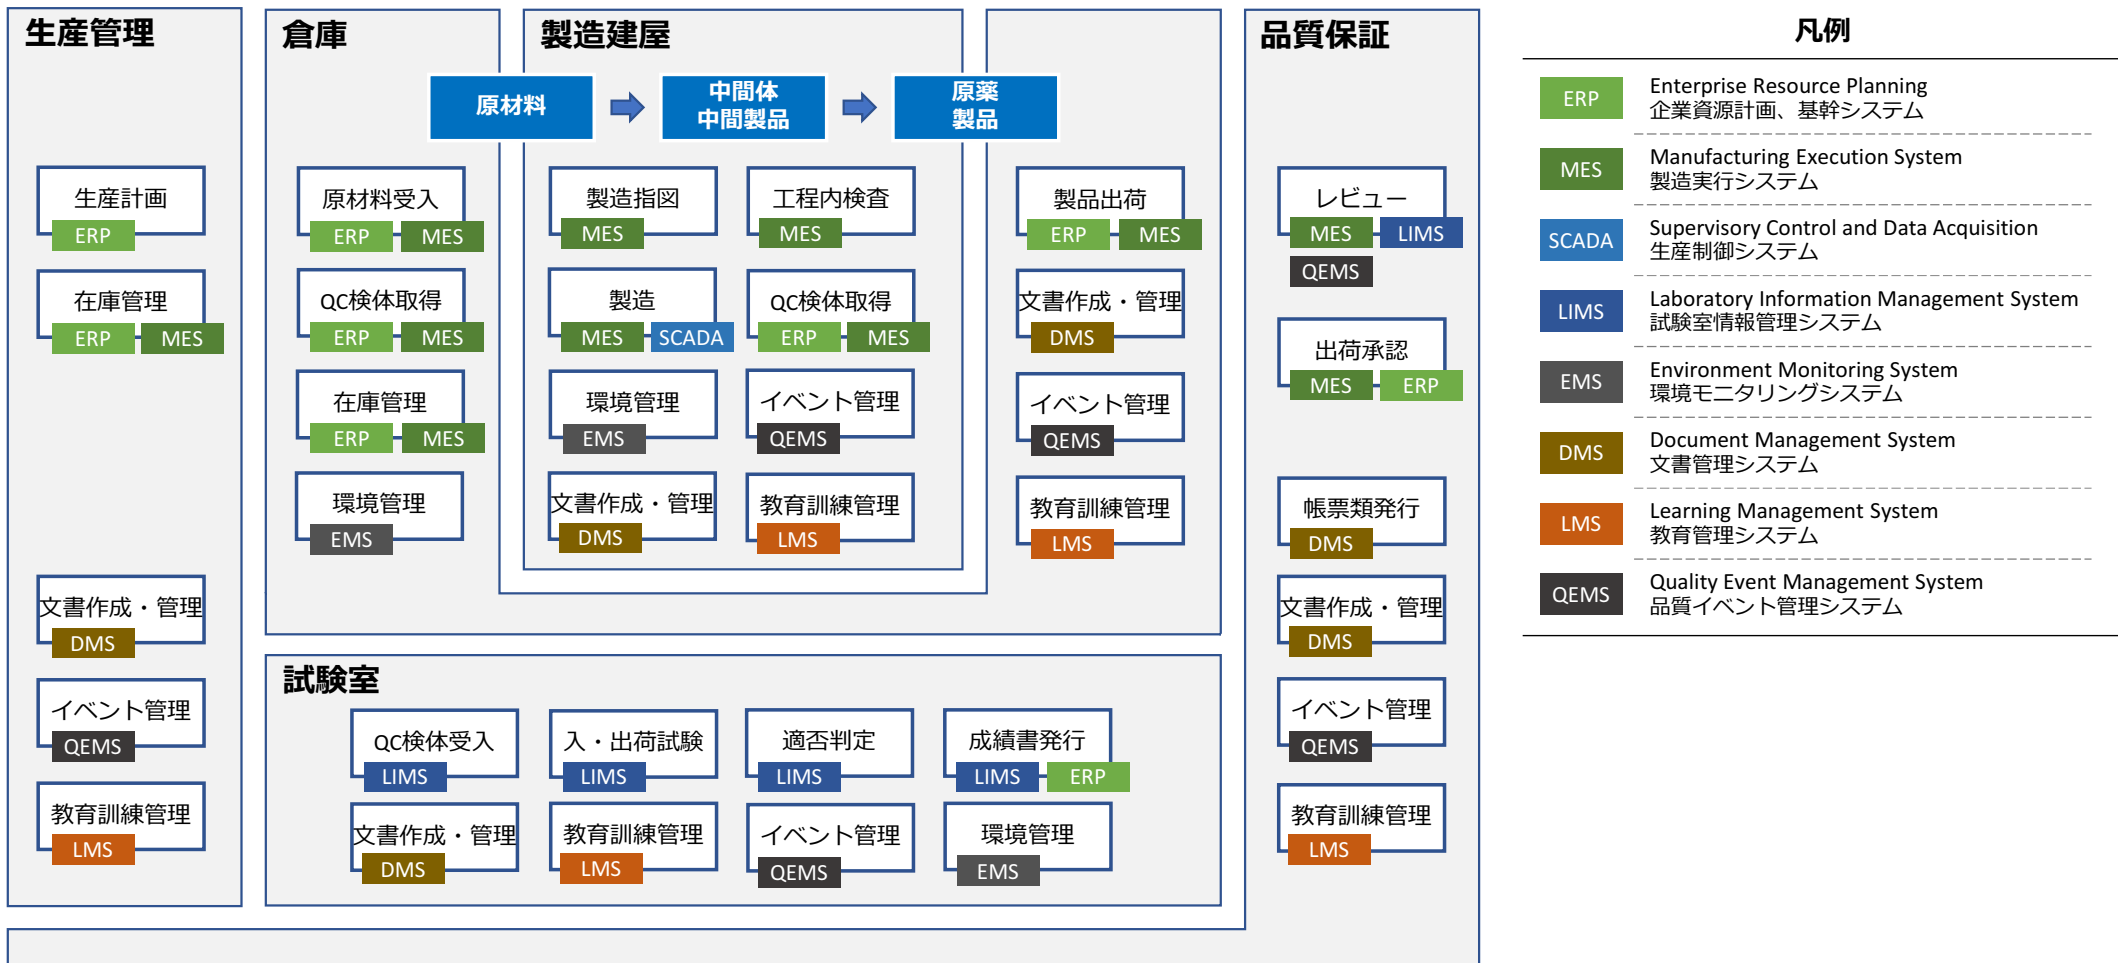 生産管理
生産計画
ERP
在庫管理
ERP MES
文書作成・管理
DMS
イベント管理
QEMS
教育訓練管理
LMS
倉庫
原材料
中間体
中間製品
原薬
製品
原材料受入
ERP MES
QC検体取得
ERP MES
在庫管理
ERP MES
環境管理
EMS
製造建屋
製造指図
MES
工程内検査
MES
製造
MES SCADA
QC検体取得
ERP MES
環境管理
EMS
イベント管理
QEMS
文書作成・管理
DMS
教育訓練管理
LMS
製品出荷
ERP MES
文書作成・管理
DMS
イベント管理
QEMS
教育訓練管理
LMS
試験室
QC検体受入
LIMS
入・出荷試験
LIMS
適否判定
LIMS
成績書発行
LIMS ERP
文書作成・管理
DMS
教育訓練管理
LMS
イベント管理
QEMS
環境管理
EMS
品質保証
レビュー
MES LIMS
QEMS
出荷承認
MES ERP
帳票類発行
DMS
文書作成・管理
DMS
イベント管理
QEMS
教育訓練管理
LMS
凡例
ERP
Enterprise Resource Planning
企業資源計画、基幹システム
MES
Manufacturing Execution System
製造実行システム
SCADA
Supervisory Control and Data Acquisition
生産制御システム
LIMS
Laboratory Information Management System
試験室情報管理システム
EMS
Environment Monitoring System
環境モニタリングシステム
DMS
Document Management System
文書管理システム
LMS
Learning Management System
教育管理システム
QEMS
Quality Event Management System
品質イベント管理システム